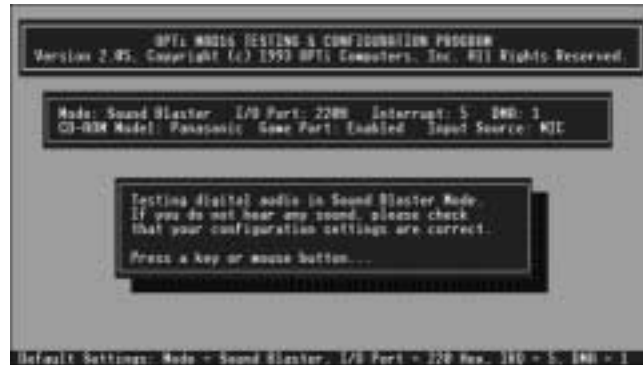 OPTi MAD16 TESTING & CONFIGURATION PROGRAM
Version 2.05, Copyright (c) 1993 OPTi Computers, Inc. All Rights Reserved.
Mode: Sound Blaster I/O Port: 220H Interrupt: 5 DMA: 1
CD-ROM Model: Panasonic Game Port: Enabled Input Source: MIC
Testing digital audio in Sound Blaster Mode.
If you do not hear any sound, please check
that your configuration settings are correct.
Press a key or mouse button...
Default Settings: Mode - Sound Blaster, I/O Port - 220 Hex, IRQ - 5, DMA - 1